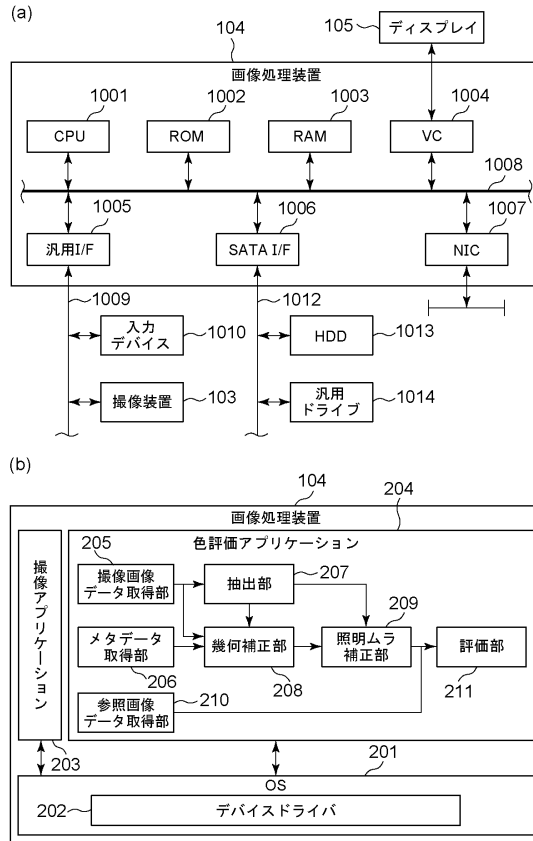 (a)
105
ディスプレイ
104
画像処理装置
1001
1002
1003
1004
CPU
ROM
RAM
VC
1008
1005
1006
1007
汎用I/F
SATA I/F
NIC
1009
1012
入力
デバイス
1010
HDD
1013
撮像装置
103
汎用
ドライブ
1014
(b)
104
画像処理装置
204
色評価アプリケーション
撮像アプリケーション
205
撮像画像
データ取得部
抽出部
207
209
メタデータ
取得部
206
幾何補正部
208
照明ムラ
補正部
評価部
211
参照画像
データ取得部
210
203
201
OS
202
デバイスドライバ